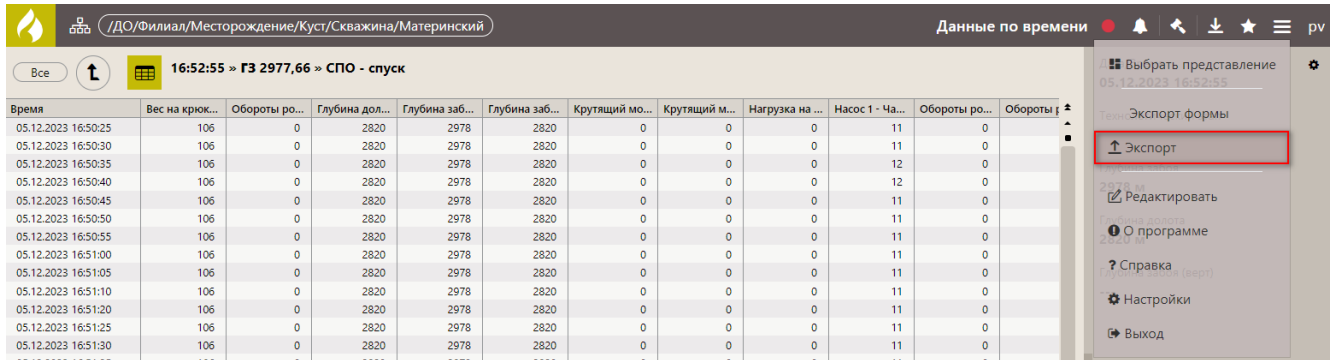 /ДО/Филиал/Месторождение/Куст/Скважина/Материнский
Данные по времени
pv
Все
16:52:55 » ГЗ 2977,66 » СПО - спуск
Время Вес на крюк... Обороты ро... Глубина дол... Глубина заб... Глубина заб... Крутящий мо... Крутящий м... Нагрузка на ... Насос 1 - Ча... Обороты ро... Обороты р
05.12.2023 16:50:25 106 0 2820 2978 2820 0 0 0 11 0
05.12.2023 16:50:30 106 0 2820 2978 2820 0 0 0 11 0
05.12.2023 16:50:35 106 0 2820 2978 2820 0 0 0 12 0
05.12.2023 16:50:40 106 0 2820 2978 2820 0 0 0 12 0
05.12.2023 16:50:45 106 0 2820 2978 2820 0 0 0 11 0
05.12.2023 16:50:50 106 0 2820 2978 2820 0 0 0 11 0
05.12.2023 16:50:55 106 0 2820 2978 2820 0 0 0 11 0
05.12.2023 16:51:00 106 0 2820 2978 2820 0 0 0 11 0
05.12.2023 16:51:05 106 0 2820 2978 2820 0 0 0 11 0
05.12.2023 16:51:10 106 0 2820 2978 2820 0 0 0 11 0
05.12.2023 16:51:20 106 0 2820 2978 2820 0 0 0 11 0
05.12.2023 16:51:25 106 0 2820 2978 2820 0 0 0 11 0
05.12.2023 16:51:30 106 0 2820 2978 2820 0 0 0 11 0
Выбрать представление
05.12.2023 16:52:55
Экспорт формы
Экспорт
2978 м
Редактировать
Глубина долота
О программе
2820 м
? Справка
Глубина забоя (верт)
Настройки
Выход